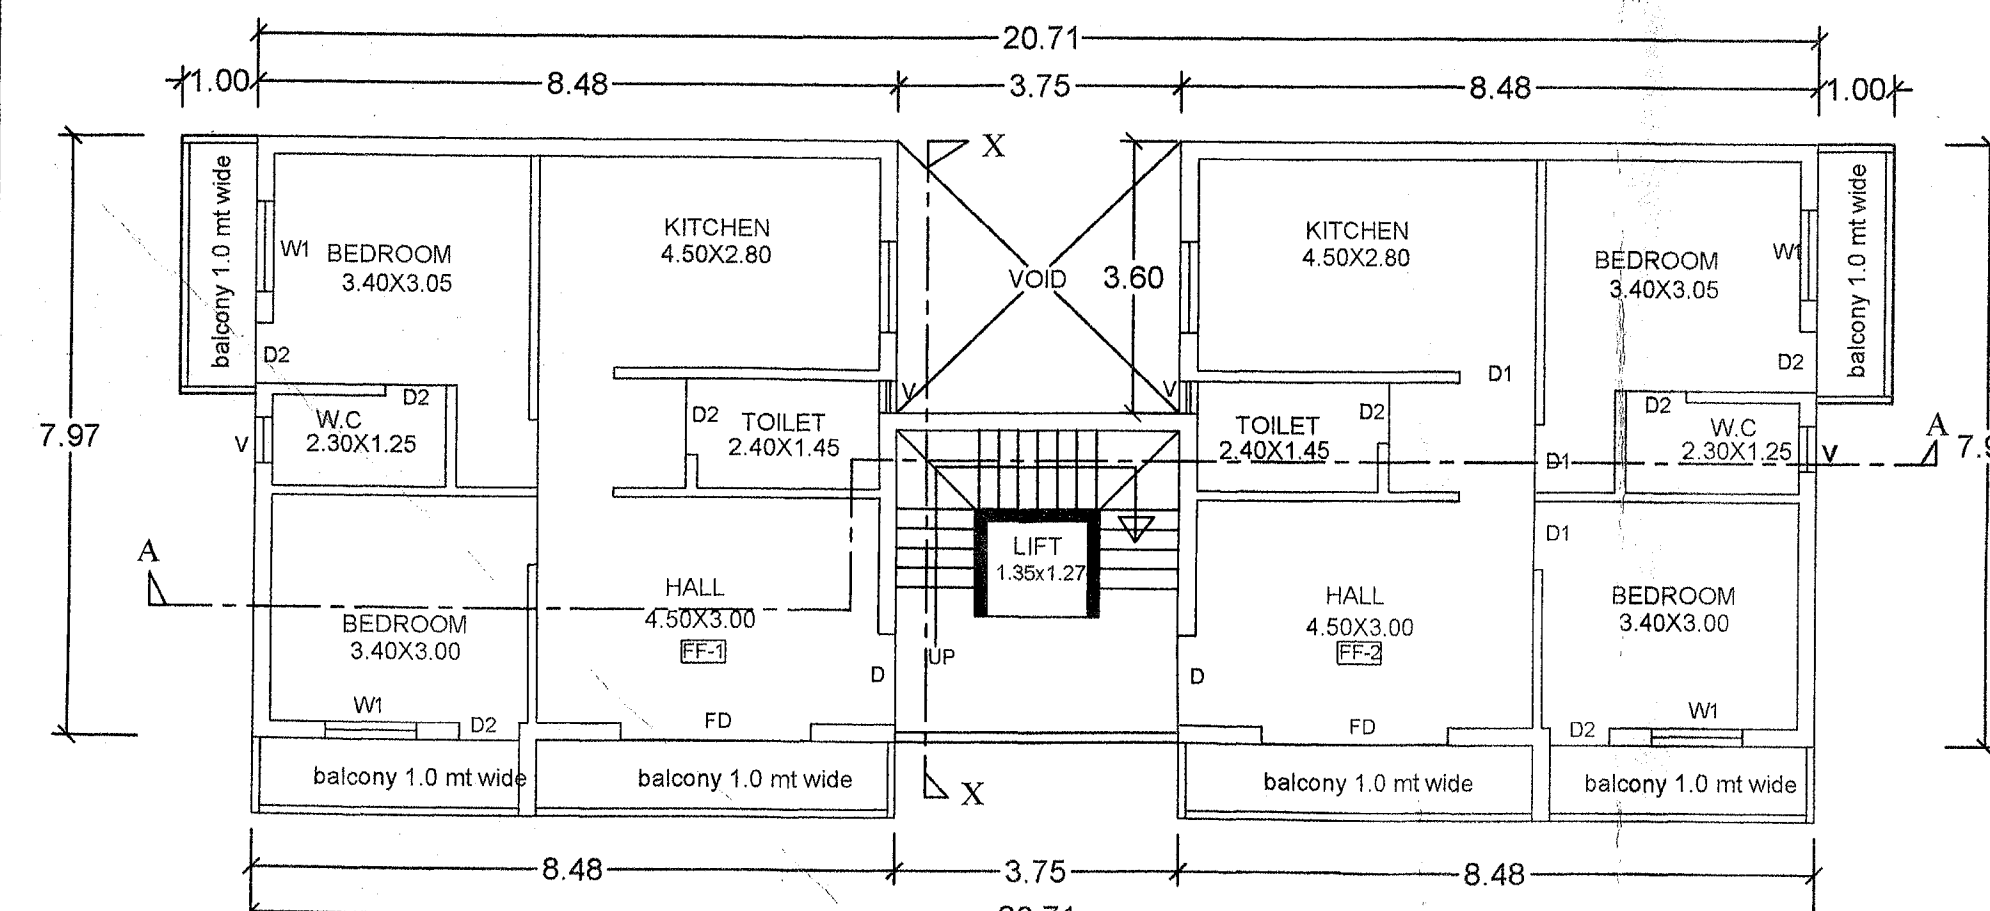 20.71
1.00 8.48 3.75 8.48 1.00
X
balcony 1.0 mt wide
W1
BEDROOM
3.40X3.05
KITCHEN
4.50X2.80
VOID
3.60
KITCHEN
4.50X2.80
BEDROOM
3.40X3.05
W1
balcony 1.0 mt wide
D2
D2
V
V
D1
D2
7.97
V
W.C
2.30X1.25
D2
TOILET
2.40X1.45
TOILET
2.40X1.45
D2
D1
D2
W.C
2.30X1.25
V
A
7.9
A
BEDROOM
3.40X3.00
HALL
4.50X3.00
FF-1
LIFT
1.35x1.27
UP
D1
HALL
4.50X3.00
FF-2
BEDROOM
3.40X3.00
W1
D2
FD
D
D
FD
D2
W1
balcony 1.0 mt wide
balcony 1.0 mt wide
X
balcony 1.0 mt wide
balcony 1.0 mt wide
8.48 3.75 8.48
20.71